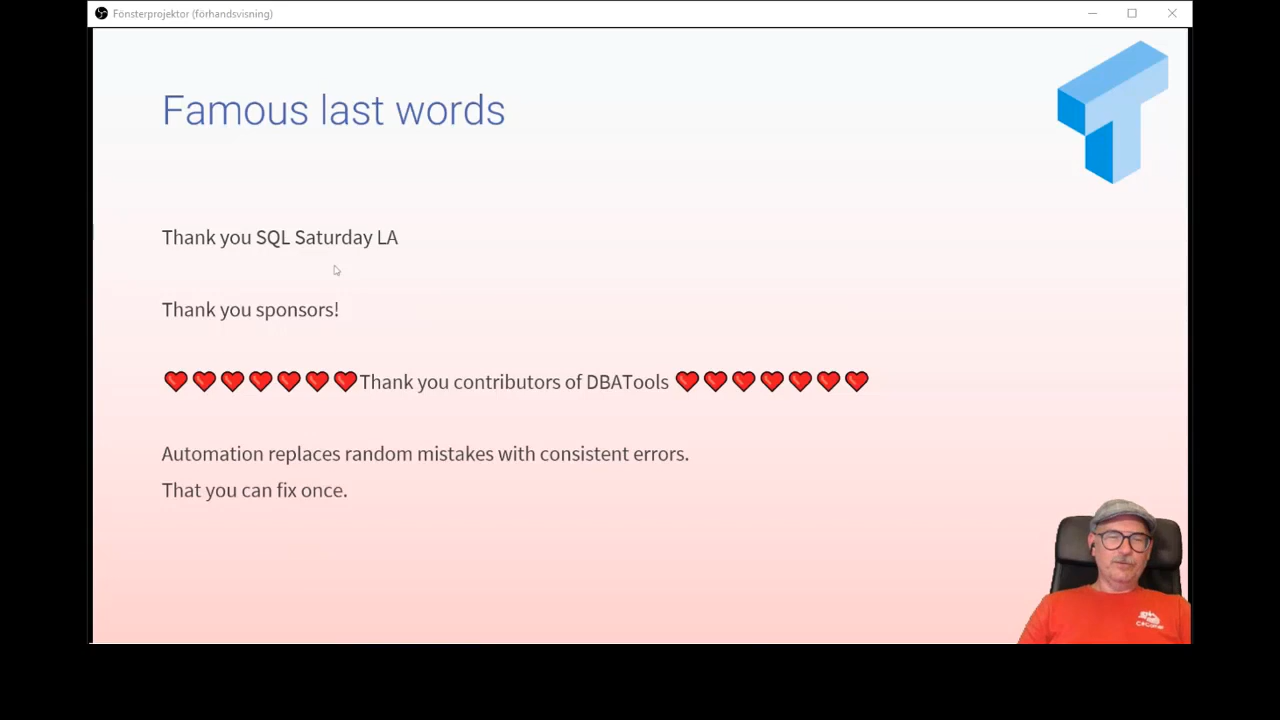 Fönsterprojektor (förhandsvisning)
Famous last words
Thank you SQL Saturday LA
Thank you sponsors!
❤❤❤❤❤❤❤Thank you contributors of DBATools ❤❤❤❤❤❤❤
Automation replaces random mistakes with consistent errors.
That you can fix once.